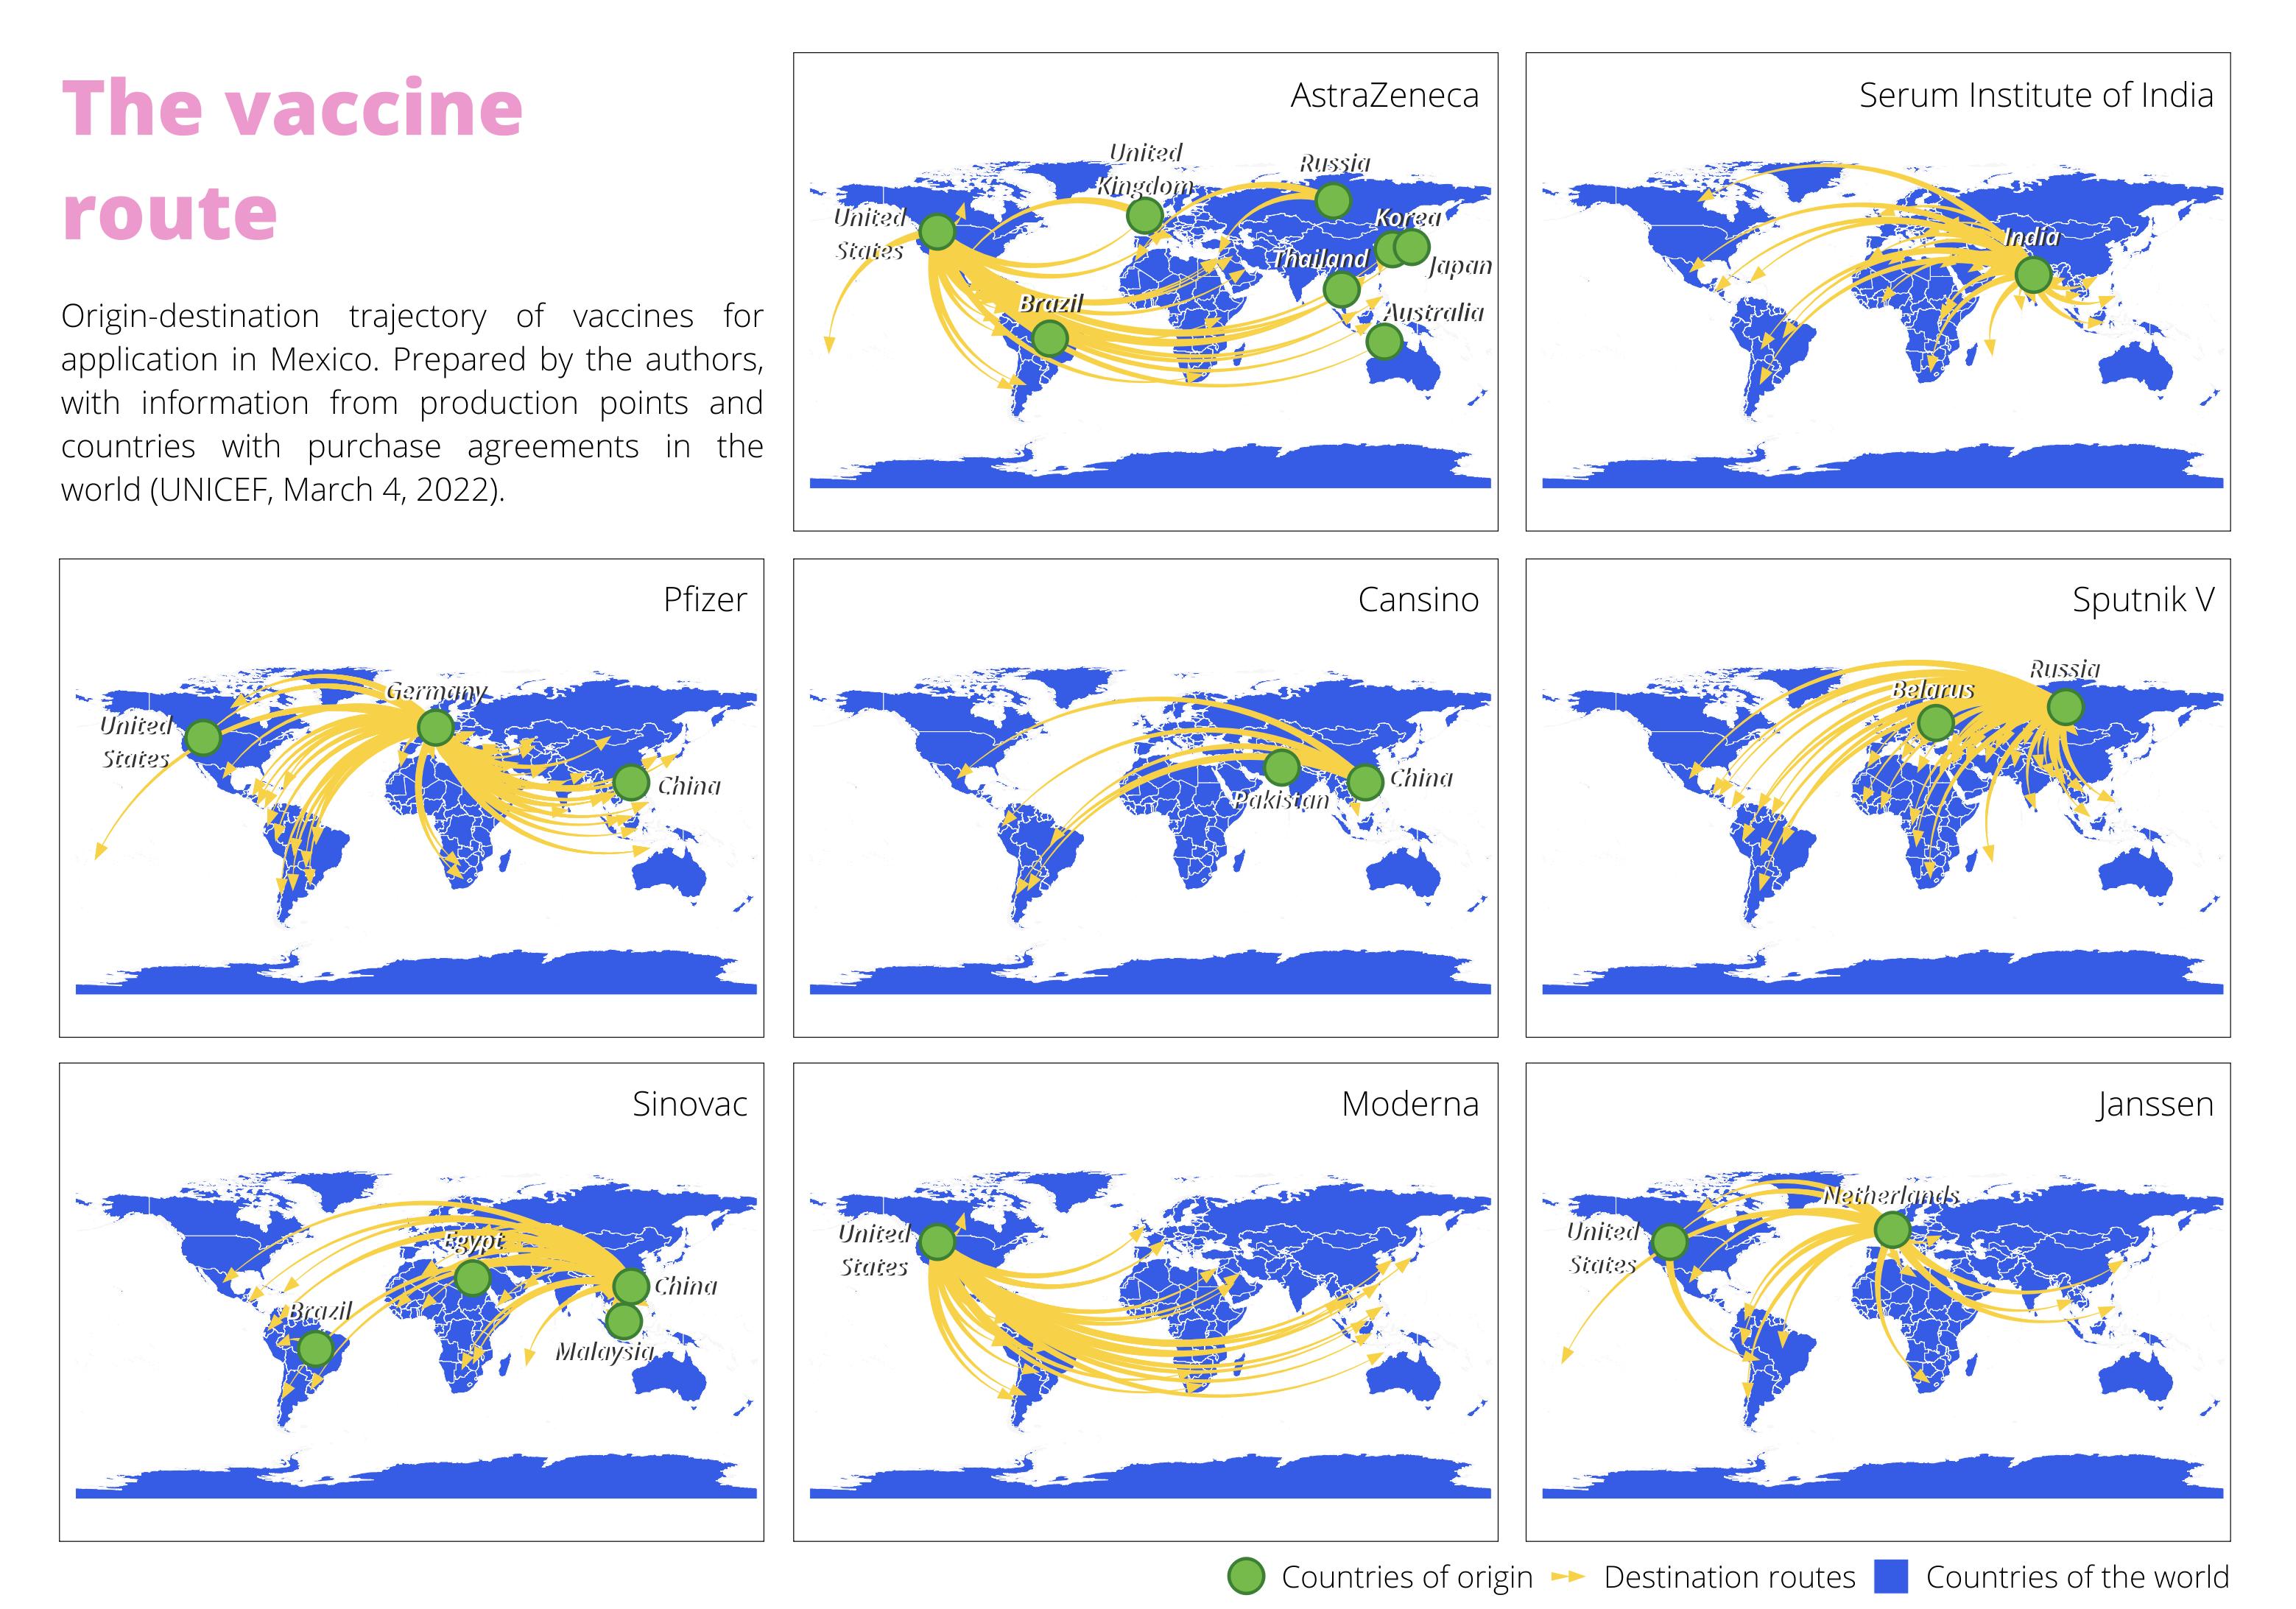 The vaccine
route
Origin-destination trajectory of vaccines for
application in Mexico. Prepared by the authors,
with information from production points and
countries with purchase agreements in the
world (UNICEF, March 4, 2022).
AstraZeneca
United
Kingdom
Russia
United
States
Korea
Thailand
Japan
Brazil
Australia
Serum Institute of India
India
Pfizer
Germany
United
States
China
Cansino
China
Pakistan
Sputnik V
Russia
Belarus
Sinovac
Egypt
China
Brazil
Malaysia
Moderna
United
States
Janssen
Netherlands
United
States
Countries of origin
Destination routes
Countries of the world